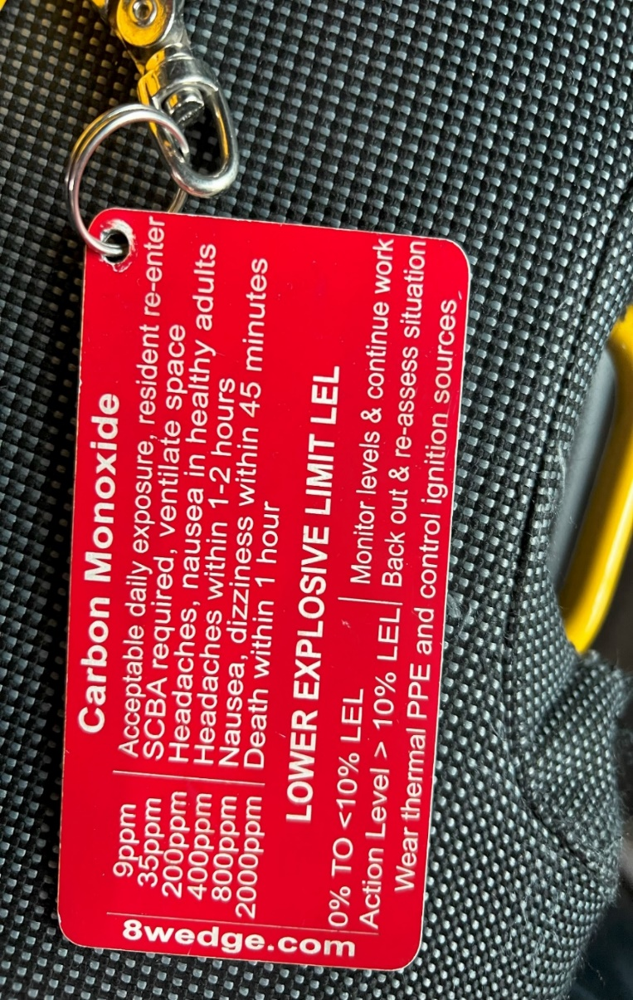 Carbon Monoxide
9ppm Acceptable daily exposure, resident re-enter
35ppm SCBA required, ventilate space
200ppm Headaches, nausea in healthy adults
400ppm Headaches within 1-2 hours
800ppm Nausea, dizziness within 45 minutes
2000ppm Death within 1 hour
LOWER EXPLOSIVE LIMIT LEL
0% TO <10% LEL Monitor levels & continue work
Action Level > 10% LEL Back out & re-assess situation
Wear thermal PPE and control ignition sources.
8wedge.com